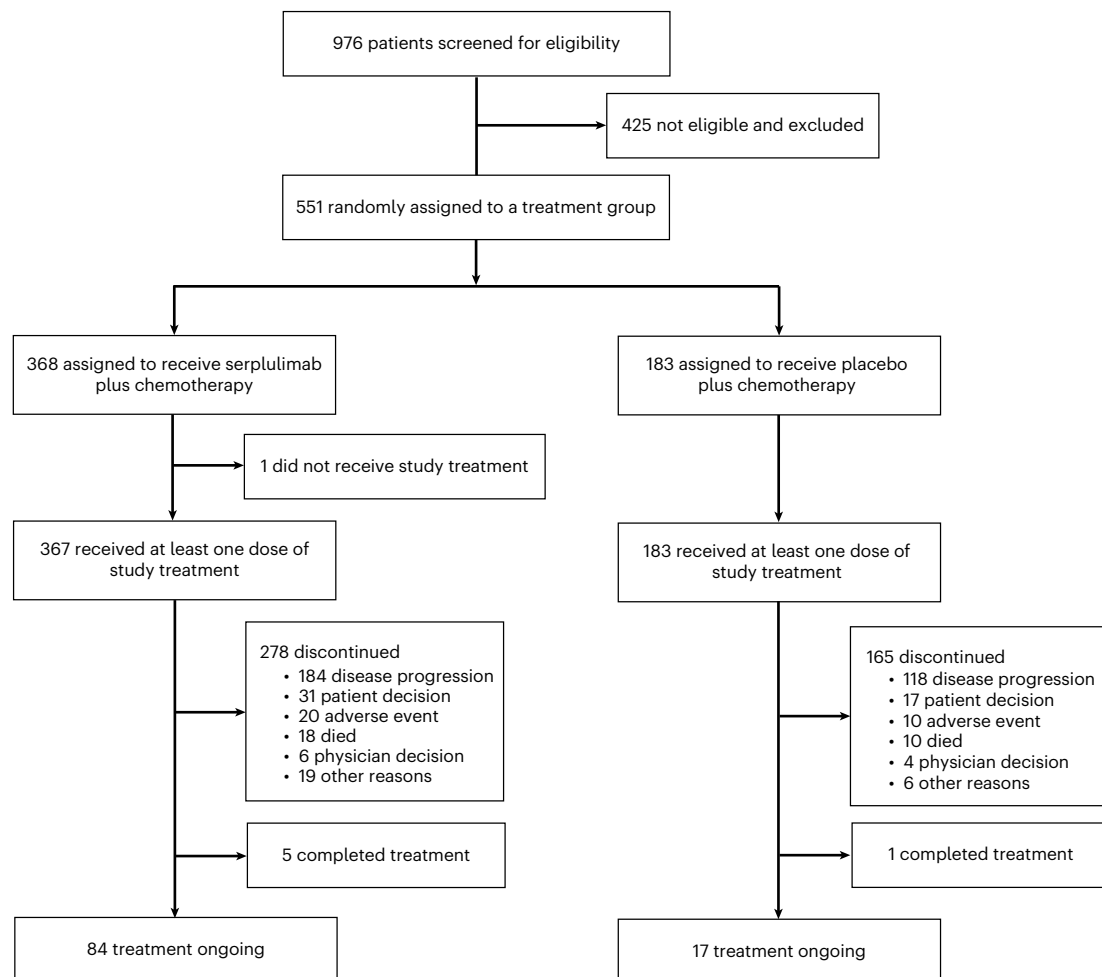 976 patients screened for eligibility
425 not eligible and excluded
551 randomly assigned to a treatment group
368 assigned to receive serplulimab
plus chemotherapy
183 assigned to receive placebo
plus chemotherapy
1 did not receive study treatment
367 received at least one dose of
study treatment
183 received at least one dose of
study treatment
278 discontinued
• 184 disease progression
• 31 patient decision
• 20 adverse event
• 18 died
• 6 physician decision
• 19 other reasons
165 discontinued
• 118 disease progression
• 17 patient decision
• 10 adverse event
• 10 died
• 4 physician decision
• 6 other reasons
5 completed treatment
1 completed treatment
84 treatment ongoing
17 treatment ongoing